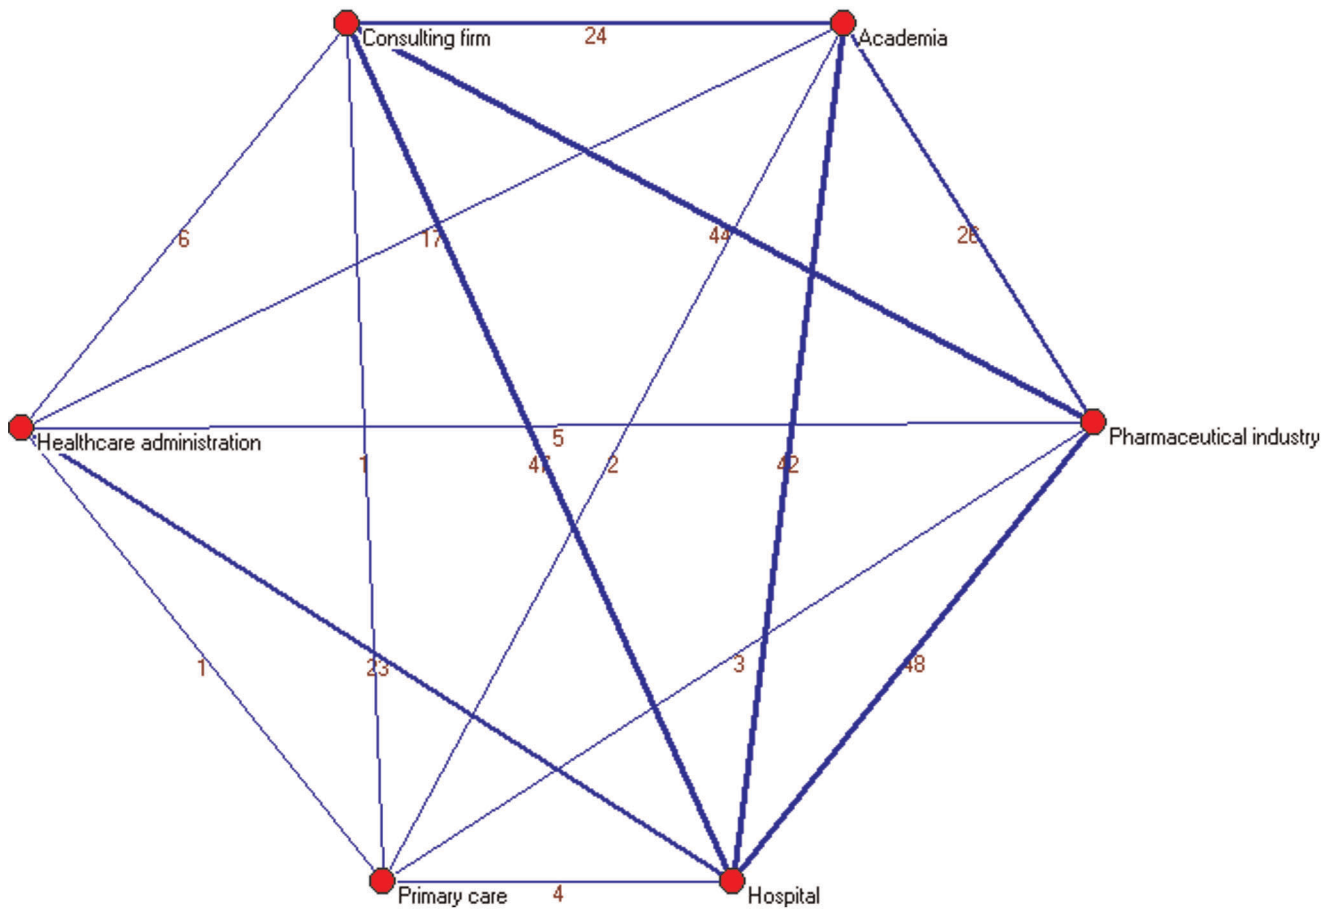 Consulting firm
24
Academia
6
17
44
26
Healthcare administration
5
Pharmaceutical industry
1
47
2
42
1
23
3
48
Primary care
4
Hospital